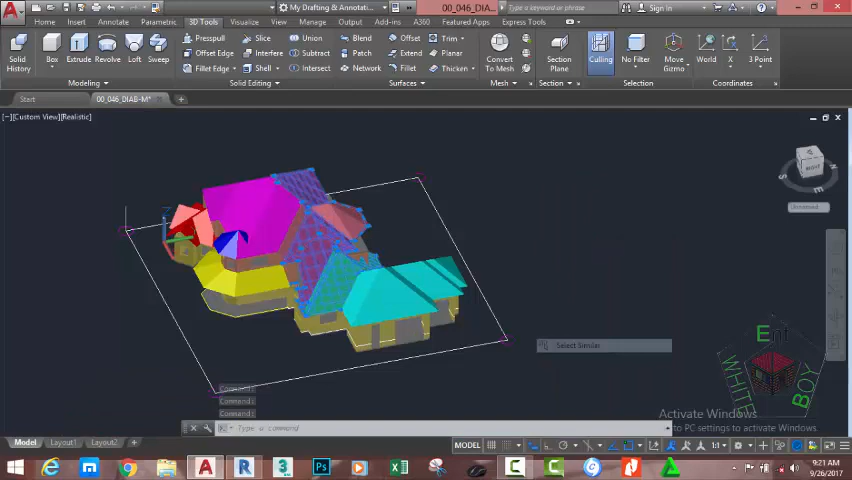 My Drafting & Annotati...
00_046_DIA...
Type a keyword or phrase
Sign In
Home Insert Annotate Parametric 3D Tools Visualize View Manage Output Add-ins A360 Featured Apps Express Tools
Solid History
Box
Extrude
Revolve
Loft
Sweep
Presspull
Offset Edge
Fillet Edge
Slice
Interfere
Shell
Union
Subtract
Intersect
Blend
Patch
Network
Extend
Fillet
Trim
Planar
Thicken
Convert To Mesh
Section Plane
Culling
No Filter
Move Gizmo
World
X
3 Point
Modeling
Solid Editing
Surfaces
Mesh
Section
Selection
Coordinates
Start
00_046_DIAB-M*
[−][Custom View][Realistic]
RIGHT
S
E
Unnamed
Select Similar
Enf
WHITE
BOY
Command:
Command:
Command:
Type a command
Activate Windows
Go to PC settings to activate Windows.
Model
Layout1
Layout2
+
MODEL
1:1
9:21 AM
9/26/2017